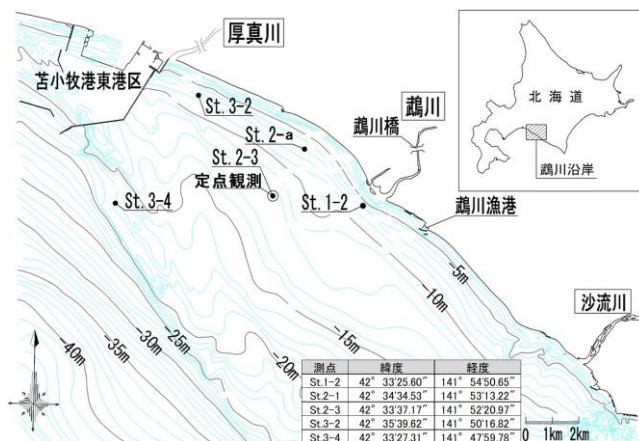 厚真川
苫小牧港東港区
St.3-2
St.2-a
St.2-3
定点観測
St.3-4
St.1-2
鵡川
鵡川橋
鵡川漁港
沙流川
北海道
鵡川沿岸
-5m
-10m
-15m
-20m
-25m
-30m
-35m
-40m
測点 緯度 経度
St.1-2 42° 33'25.60" 141° 54'50.65"
St.2-1 42° 34'34.53" 141° 53'13.22"
St.2-3 42° 33'37.17" 141° 52'20.97"
St.3-2 42° 35'39.62" 141° 50'16.82"
St.3-4 42° 33'27.31" 141° 47'59.78"
0 1km 2km